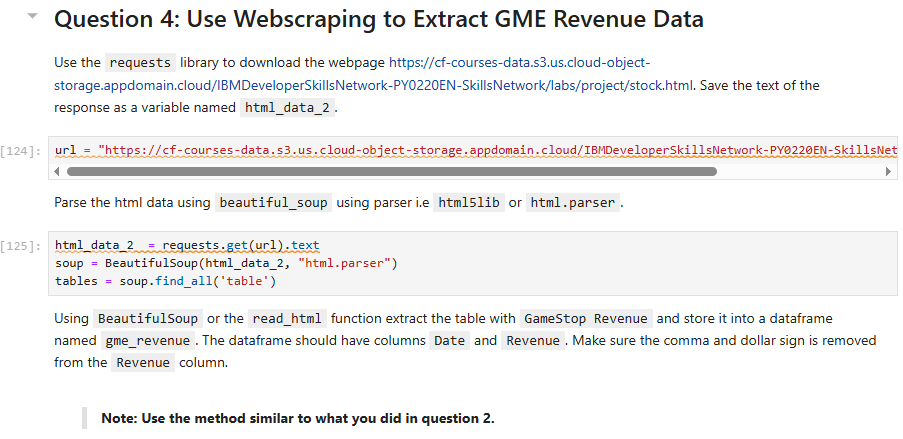 Question 4: Use Webscraping to Extract GME Revenue Data
Use the requests library to download the webpage https://cf-courses-data.s3.us.cloud-object-
storage.appdomain.cloud/IBMDeveloperSkillsNetwork-PY0220EN-SkillsNetwork/labs/project/stock.html. Save the text of the
response as a variable named html_data_2 .
[124]: url = "https://cf-courses-data.s3.us.cloud-object-storage.appdomain.cloud/IBMDeveloperSkillsNetwork-PY0220EN-SkillsNet
Parse the html data using beautiful_soup using parser i.e html5lib or html.parser .
[125]: html_data_2  = requests.get(url).text
soup = BeautifulSoup(html_data_2, "html.parser")
tables = soup.find_all('table')
Using BeautifulSoup or the read_html function extract the table with GameStop Revenue and store it into a dataframe
named gme_revenue . The dataframe should have columns Date and Revenue . Make sure the comma and dollar sign is removed
from the Revenue column.
Note: Use the method similar to what you did in question 2.